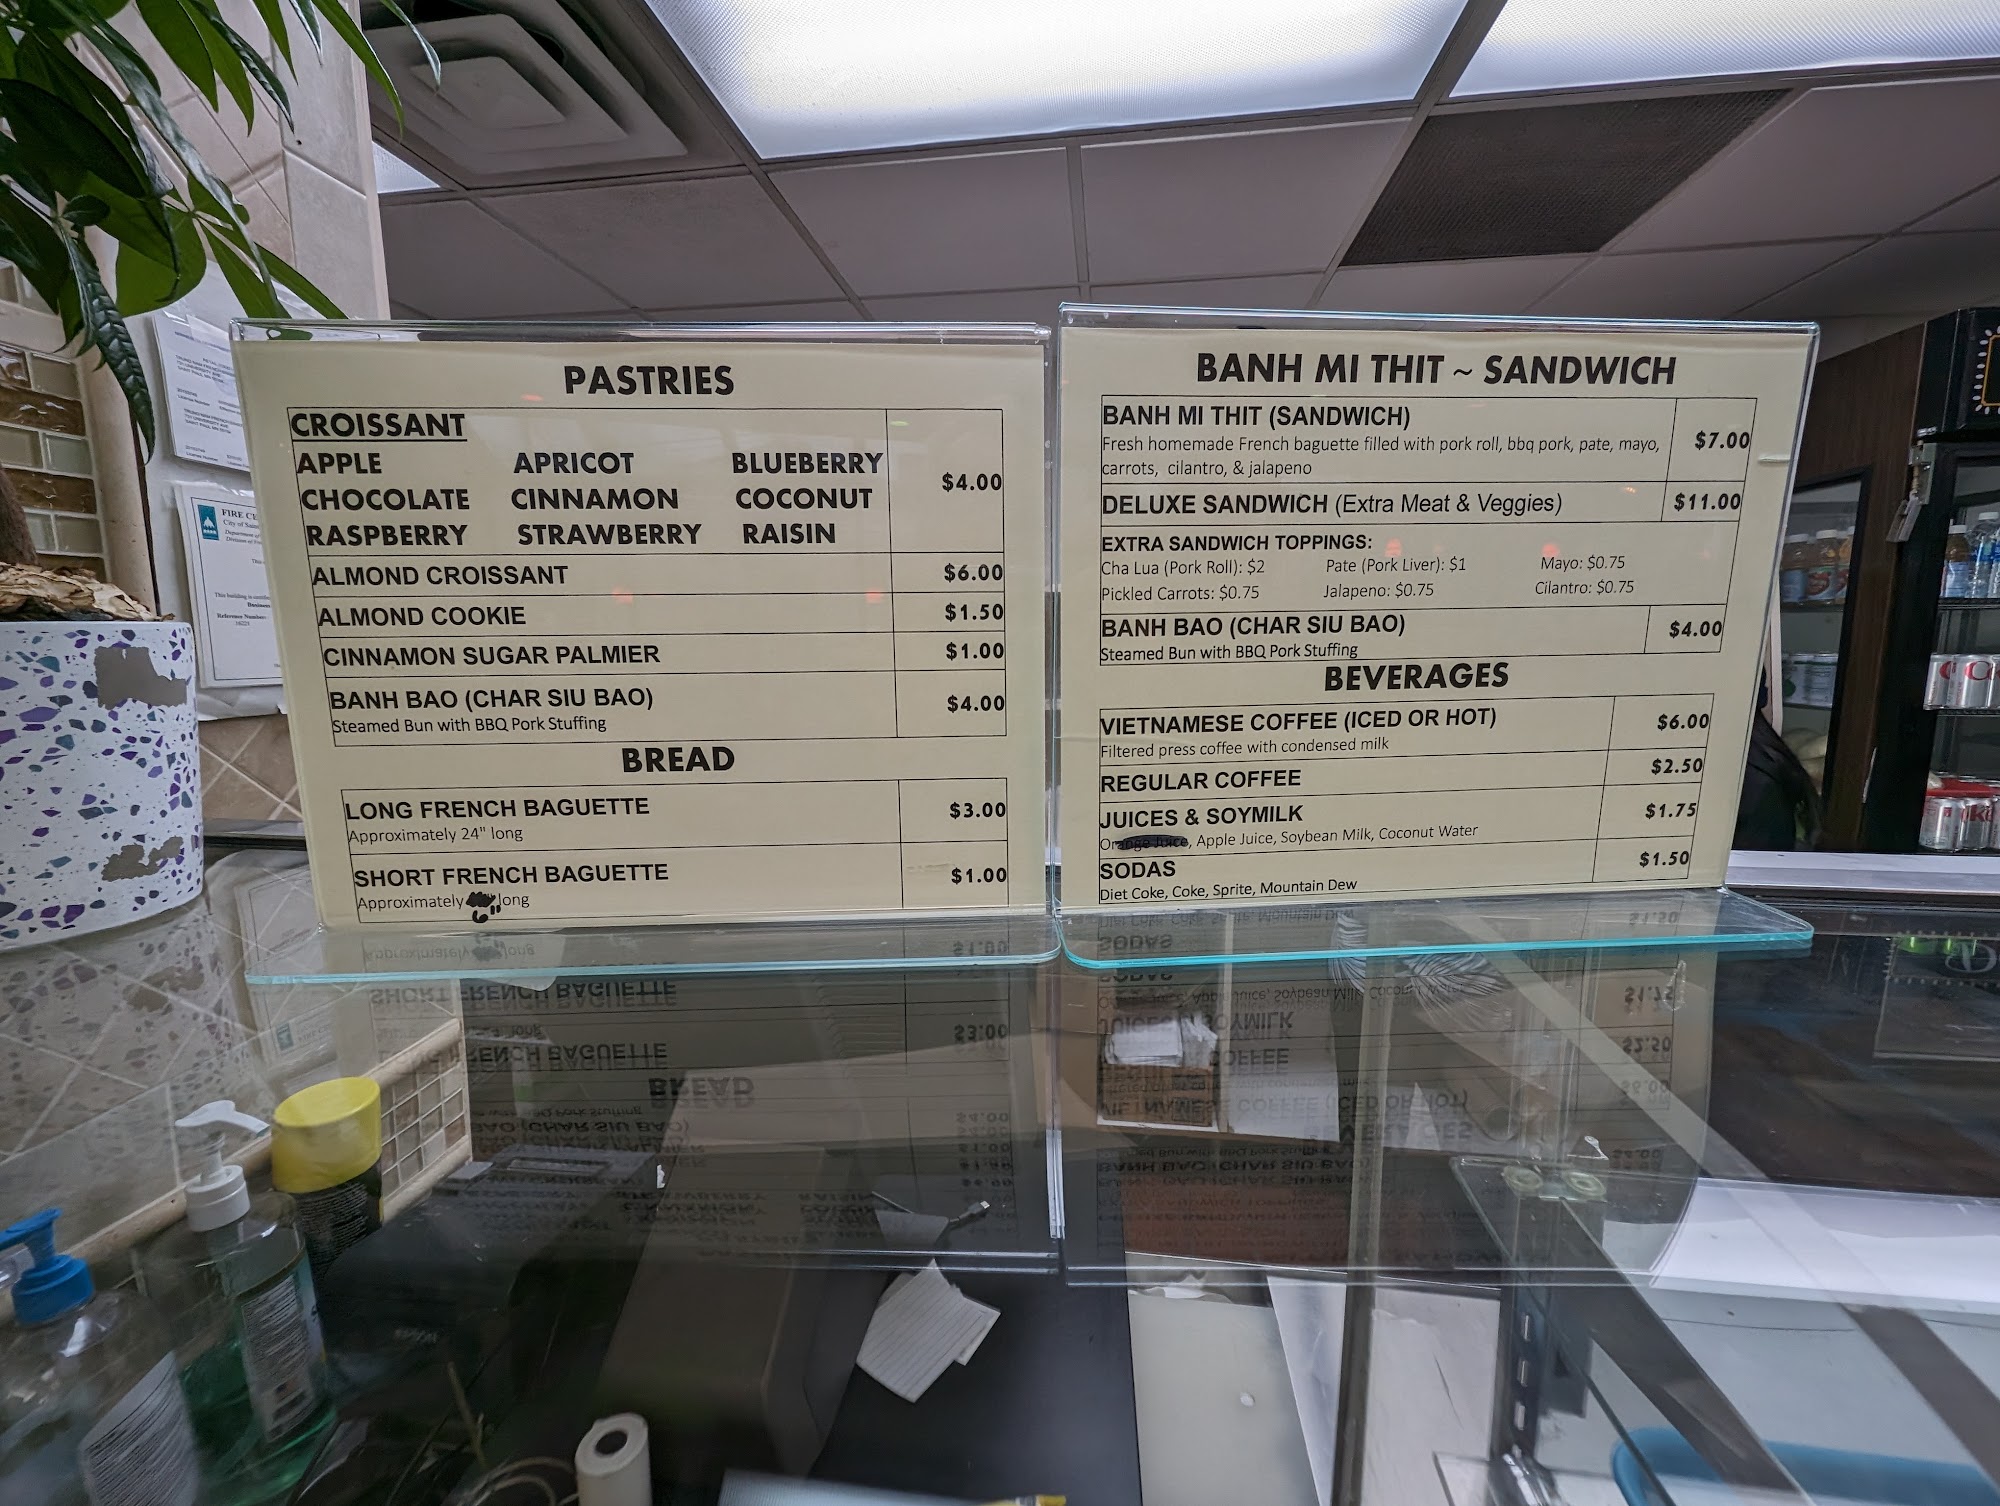 PASTRIES
CROISSANT
APPLE APRICOT BLUEBERRY
CHOCOLATE CINNAMON COCONUT $4.00
RASPBERRY STRAWBERRY RAISIN
ALMOND CROISSANT $6.00
ALMOND COOKIE $1.50
CINNAMON SUGAR PALMIER $1.00
BANH BAO (CHAR SIU BAO) $4.00
Steamed Bun with BBQ Pork Stuffing
BREAD
LONG FRENCH BAGUETTE $3.00
Approximately 24" long
SHORT FRENCH BAGUETTE $1.00
Approximately 6" long
BANH MI THIT ~ SANDWICH
BANH MI THIT (SANDWICH) $7.00
Fresh homemade French baguette filled with pork roll, bbq pork, pate, mayo,
carrots, cilantro, & jalapeno
DELUXE SANDWICH (Extra Meat & Veggies) $11.00
EXTRA SANDWICH TOPPINGS:
Cha Lua (Pork Roll): $2 Pate (Pork Liver): $1 Mayo: $0.75
Pickled Carrots: $0.75 Jalapeno: $0.75 Cilantro: $0.75
BANH BAO (CHAR SIU BAO) $4.00
Steamed Bun with BBQ Pork Stuffing
BEVERAGES
VIETNAMESE COFFEE (ICED OR HOT) $6.00
Filtered press coffee with condensed milk
REGULAR COFFEE $2.50
JUICES & SOYMILK $1.75
Orange Juice, Apple Juice, Soybean Milk, Coconut Water
SODAS $1.50
Diet Coke, Coke, Sprite, Mountain Dew
FIRE CE
City of Sain